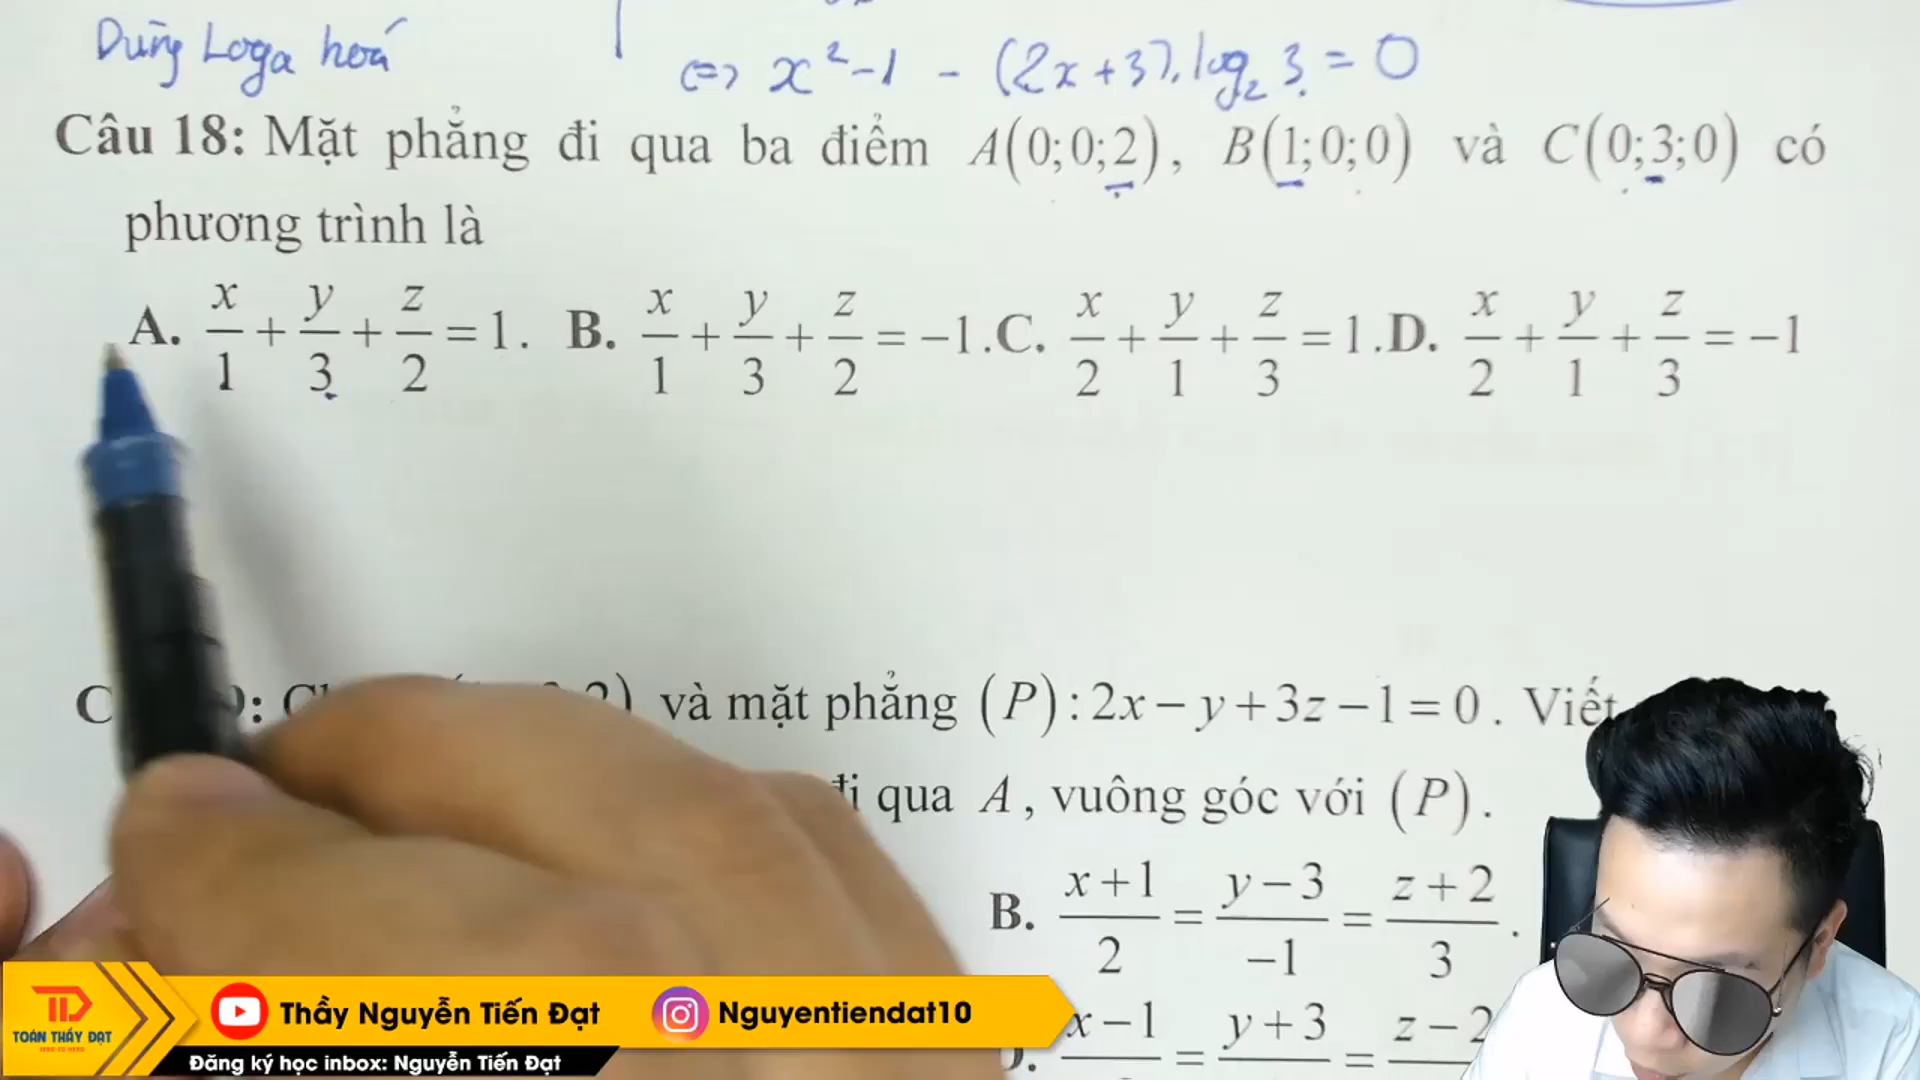 Dùng Loga hoá
<=> x² - 1 - (2x+3).log₂3 = 0
Câu 18: Mặt phẳng đi qua ba điểm A(0;0;2), B(1;0;0) và C(0;3;0) có
phương trình là
A. x/1 + y/3 + z/2 = 1. B. x/1 + y/3 + z/2 = −1. C. x/2 + y/1 + z/3 = 1. D. x/2 + y/1 + z/3 = −1
và mặt phẳng (P): 2x − y + 3z − 1 = 0. Viết
qua A, vuông góc với (P).
B. (x+1)/2 = (y−3)/−1 = (z+2)/3.
x−1 = y+3 = z−2
TOÁN THẦY ĐẠT
Thầy Nguyễn Tiến Đạt
Nguyentiendat10
Đăng ký học inbox: Nguyễn Tiến Đạt